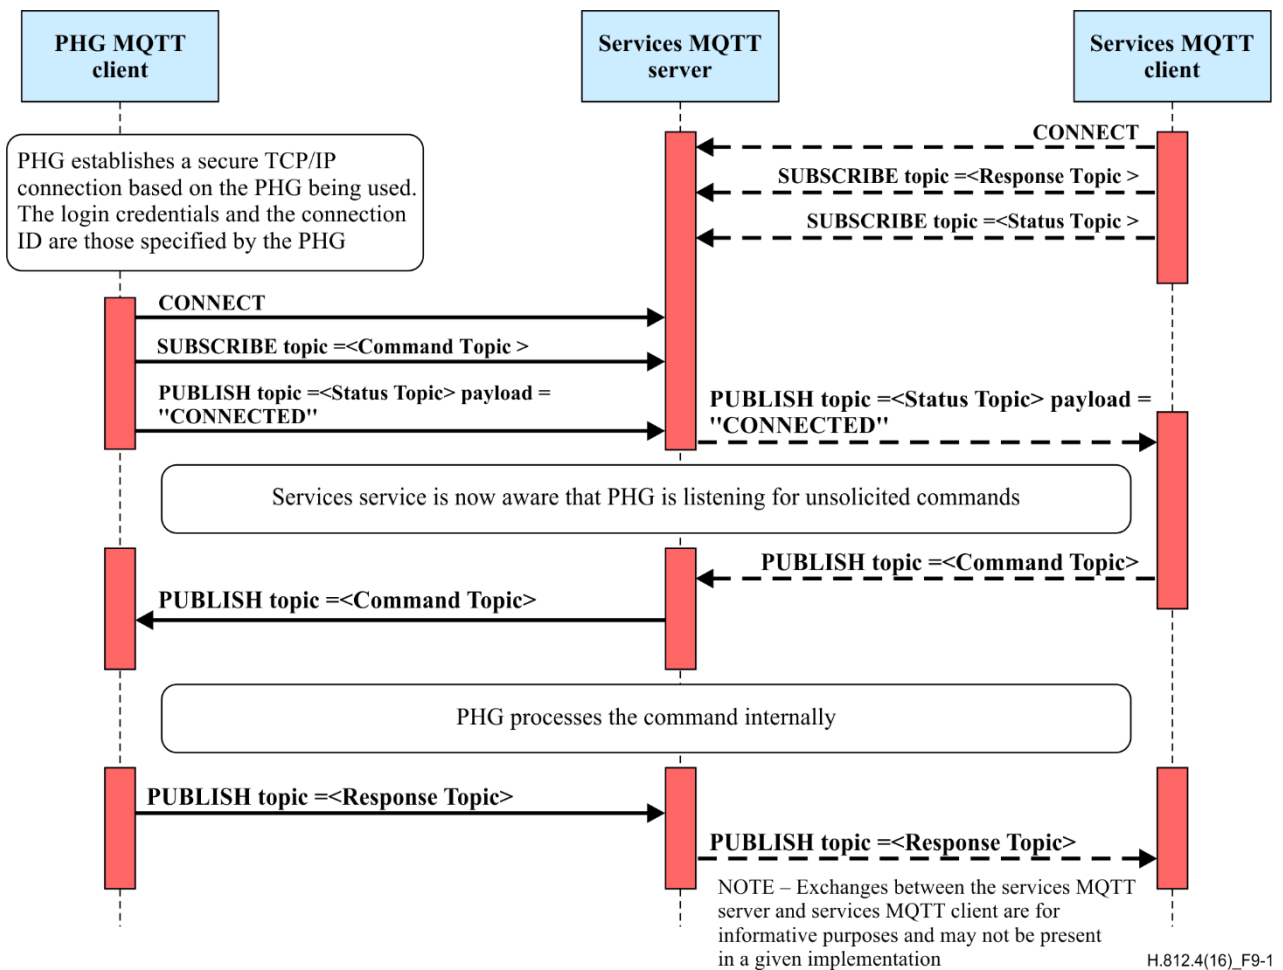 PHG MQTT
client
Services MQTT
server
Services MQTT
client
CONNECT
PHG establishes a secure TCP/IP
connection based on the PHG being used.
The login credentials and the connection
ID are those specified by the PHG
SUBSCRIBE topic =<Response Topic >
SUBSCRIBE topic =<Status Topic >
CONNECT
SUBSCRIBE topic =<Command Topic >
PUBLISH topic =<Status Topic> payload =
"CONNECTED"
PUBLISH topic =<Status Topic> payload =
"CONNECTED"
Services service is now aware that PHG is listening for unsolicited commands
PUBLISH topic =<Command Topic>
PUBLISH topic =<Command Topic>
PHG processes the command internally
PUBLISH topic =<Response Topic>
PUBLISH topic =<Response Topic>
NOTE – Exchanges between the services MQTT
server and services MQTT client are for
informative purposes and may not be present
in a given implementation
H.812.4(16)_F9-1